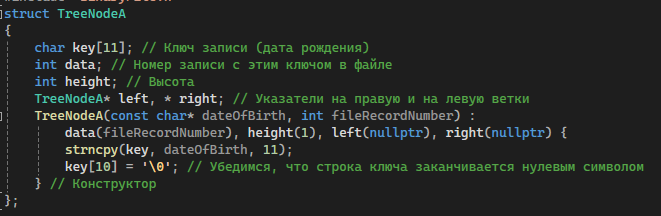 struct TreeNodeA
{
char key[11]; // Ключ записи (дата рождения)
int data; // Номер записи с этим ключом в файле
int height; // Высота
TreeNodeA* left, * right; // Указатели на правую и на левую ветки
TreeNodeA(const char* dateOfBirth, int fileRecordNumber) :
data(fileRecordNumber), height(1), left(nullptr), right(nullptr) {
strncpy(key, dateOfBirth, 11);
key[10] = '\0'; // Убедимся, что строка ключа заканчивается нулевым символом
} // Конструктор
};